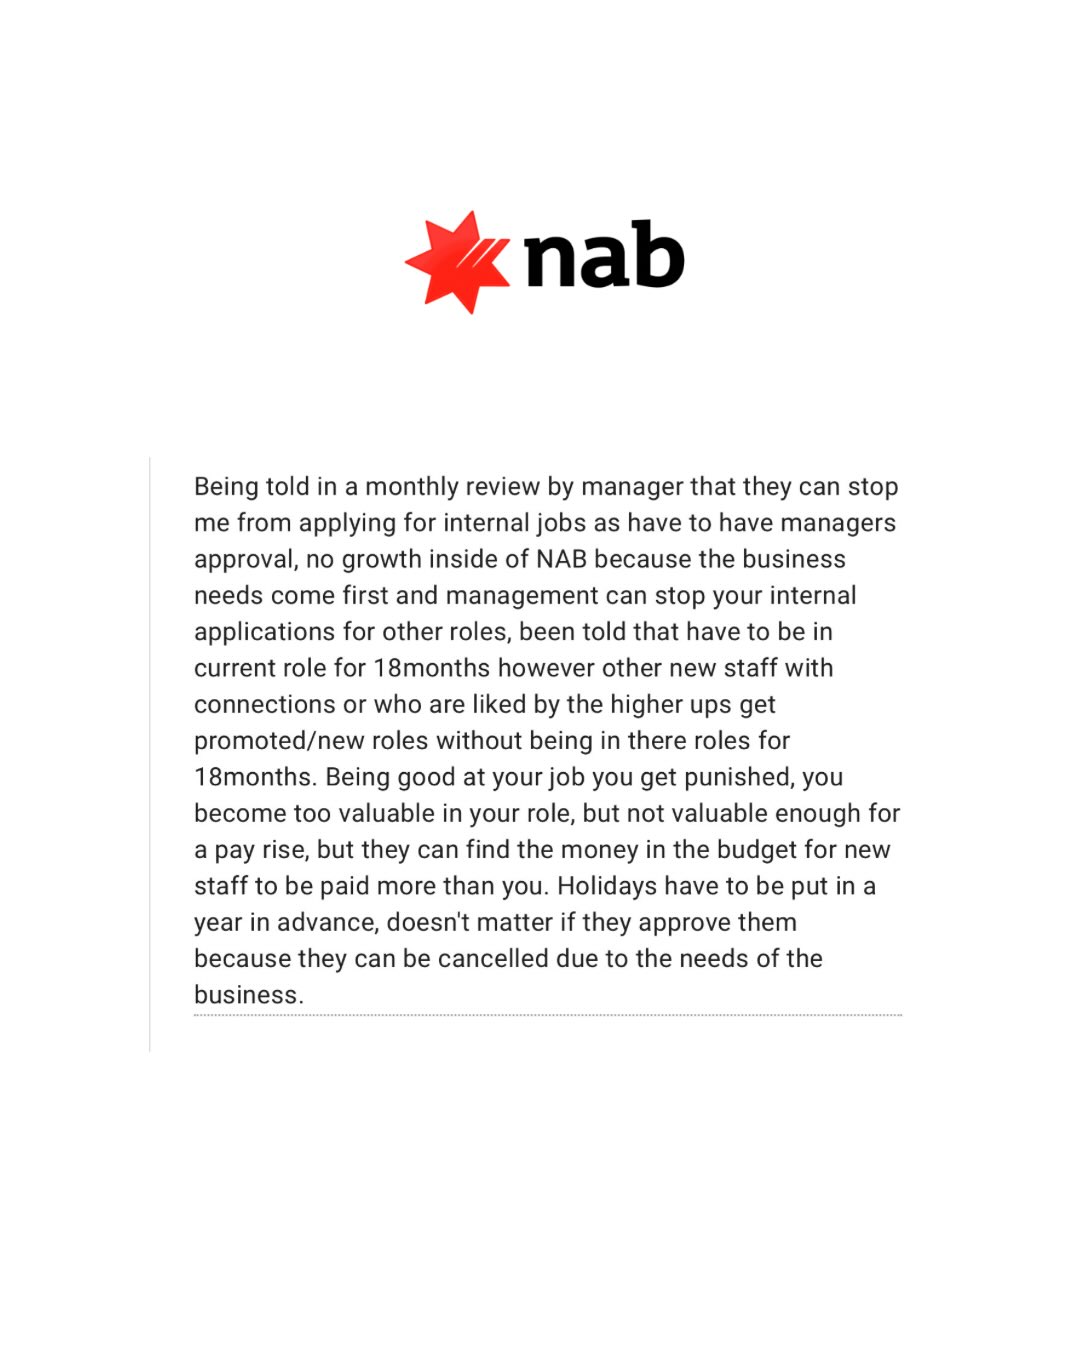 nab
Being told in a monthly review by manager that they can stop
me from applying for internal jobs as have to have managers
approval, no growth inside of NAB because the business
needs come first and management can stop your internal
applications for other roles, been told that have to be in
current role for 18months however other new staff with
connections or who are liked by the higher ups get
promoted/new roles without being in there roles for
18months. Being good at your job you get punished, you
become too valuable in your role, but not valuable enough for
a pay rise, but they can find the money in the budget for new
staff to be paid more than you. Holidays have to be put in a
year in advance, doesn't matter if they approve them
because they can be cancelled due to the needs of the
business.